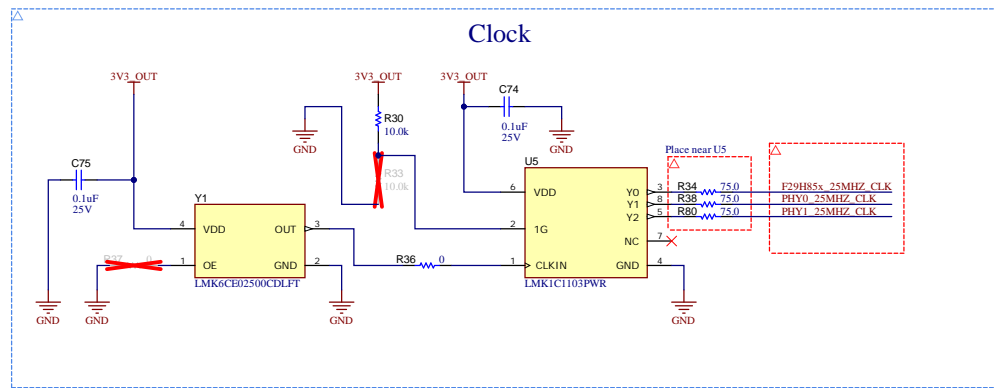 Clock
3V3_OUT
3V3_OUT
3V3_OUT
C74
0.1uF
25V
GND
R30
10.0k
GND
R33
10.0k
C75
0.1uF
25V
Place near U5
U5
6 VDD Y0 3 R34 75.0 F29H85x_25MHZ_CLK
Y1 8 R38 75.0 PHY0_25MHZ_CLK
Y2 5 R80 75.0 PHY1_25MHZ_CLK
2 1G
NC 7
1 CLKIN GND 4
LMK1C1103PWR
Y1
4 VDD OUT 3
1 OE GND 2
LMK6CE02500CDLFT
R37 0
R36 0
GND
GND
GND
GND